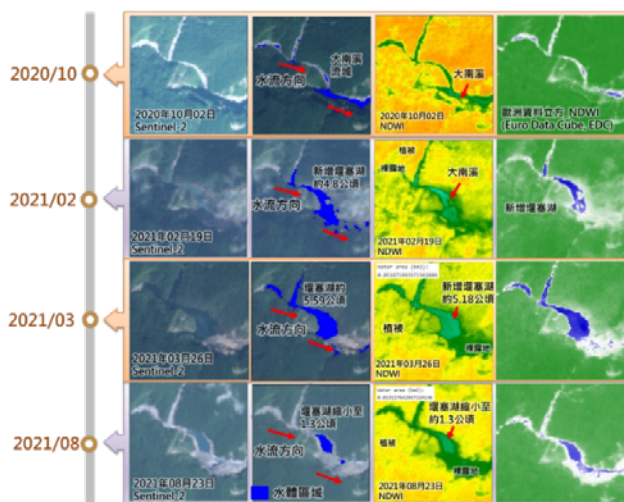 2020/10
2020年10月02日
Sentinel-2
水流方向
大南溪
流域
大南溪
2020年10月02日
NDWI
歐洲資料立方 NDWI
(Euro Data Cube, EDC)
2021/02
2021年02月19日
Sentinel-2
新增堰塞湖
約4.8公頃
水流方向
植被
裸露地
大南溪
2021年02月19日
NDWI
新增堰塞湖
2021/03
2021年03月26日
Sentinel-2
堰塞湖約
5.59公頃
水流方向
新增堰塞湖
約5.18公頃
植被
裸露地
2021年03月26日
NDWI
2021/08
2021年08月23日
Sentinel-2
堰塞湖縮小至
1.3公頃
水流方向
水體區域
堰塞湖縮小至
約1.3公頃
植被
裸露地
2021年08月23日
NDWI